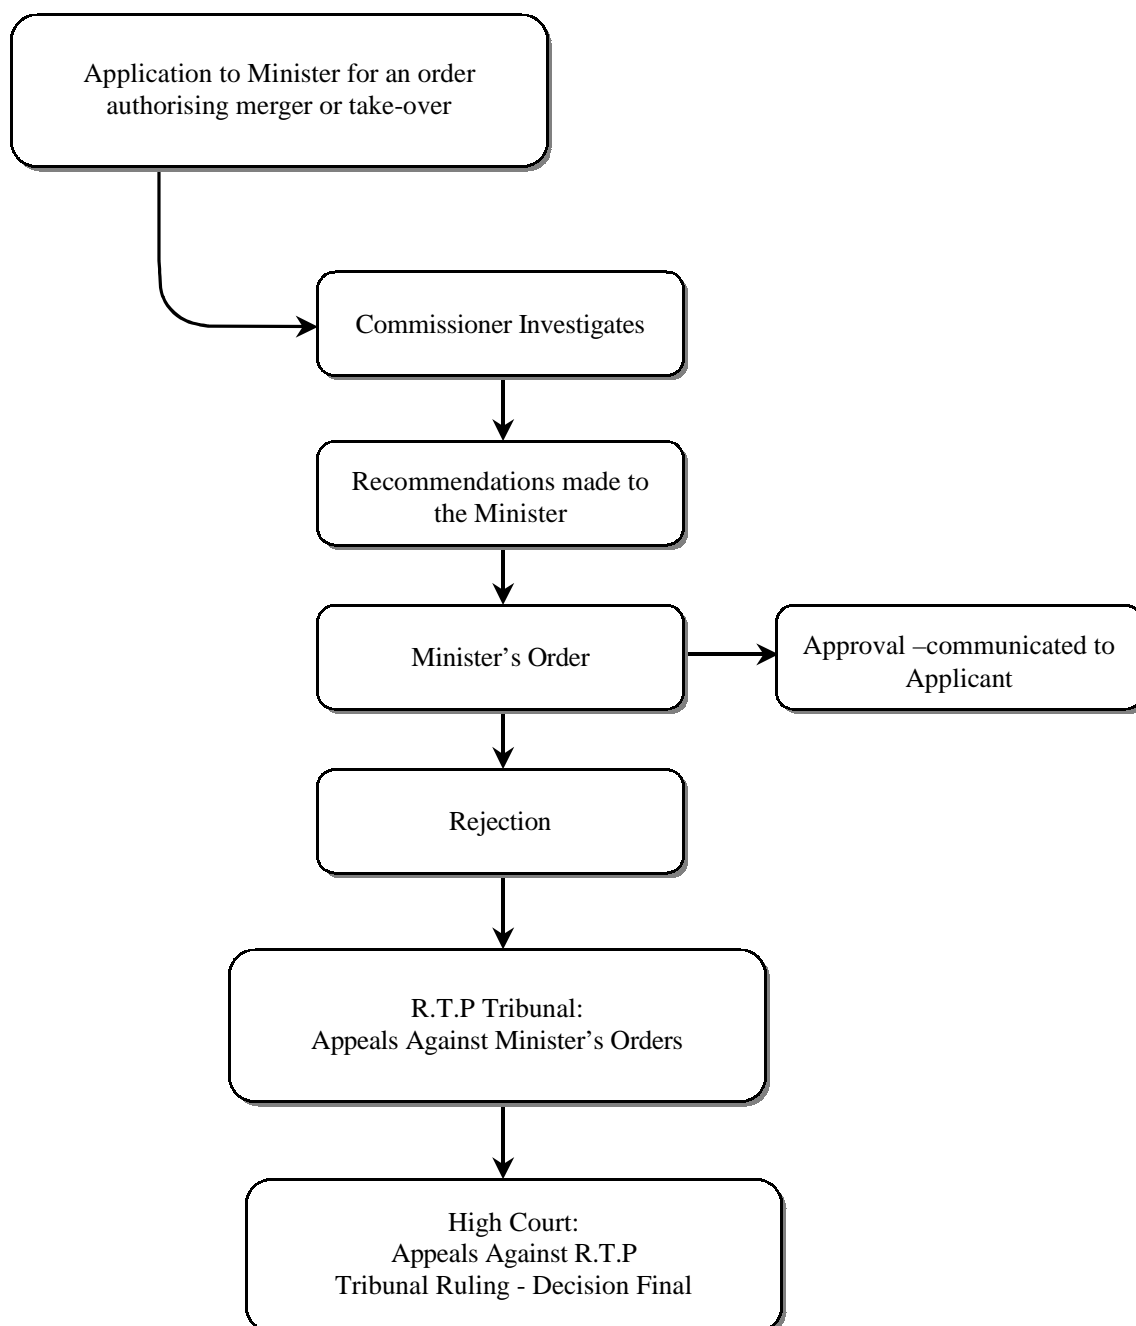 Application to Minister for an order
authorising merger or take-over
Commissioner Investigates
Recommendations made to
the Minister
Minister’s Order
Approval –communicated to
Applicant
Rejection
R.T.P Tribunal:
Appeals Against Minister’s Orders
High Court:
Appeals Against R.T.P
Tribunal Ruling - Decision Final